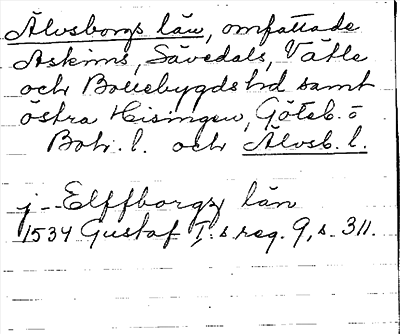 Älvsborgs län, omfattade
Askims, Sävedals, Vätle
och Bollebygds hd samt
östra Hisingen, Göteb. o
Boh. l. och Älvsb. l.
j -- Elffborgs län
1534 Gustaf I:s reg. 9, s. 311.